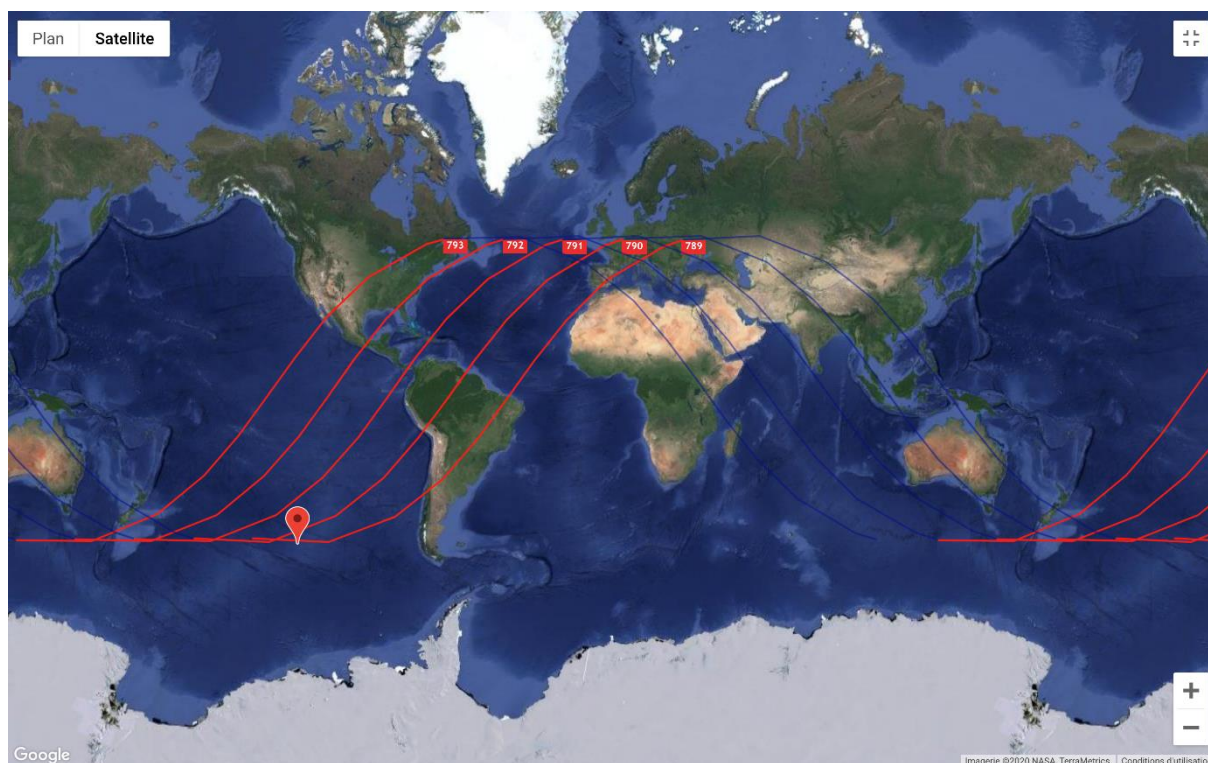 Plan Satellite
793 792 791 790 789
+
−
Google
Imagerie ©2020 NASA, TerraMetrics Conditions d'utilisatio